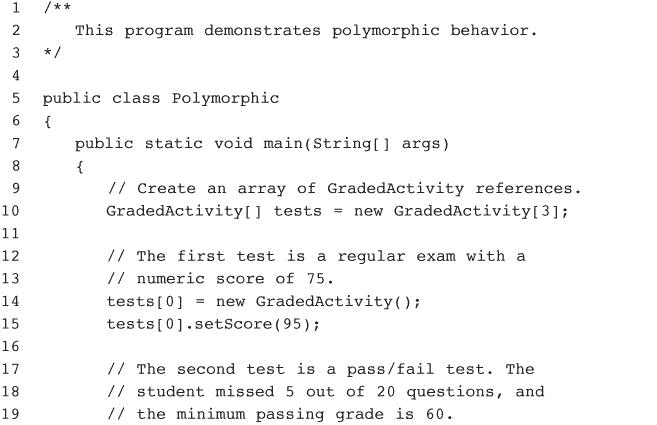 1 /**
2 This program demonstrates polymorphic behavior.
3 */
4
5 public class Polymorphic
6 {
7 public static void main(String[] args)
8 {
9 // Create an array of GradedActivity references.
10 GradedActivity[] tests = new GradedActivity[3];
11
12 // The first test is a regular exam with a
13 // numeric score of 75.
14 tests[0] = new GradedActivity();
15 tests[0].setScore(95);
16
17 // The second test is a pass/fail test. The
18 // student missed 5 out of 20 questions, and
19 // the minimum passing grade is 60.